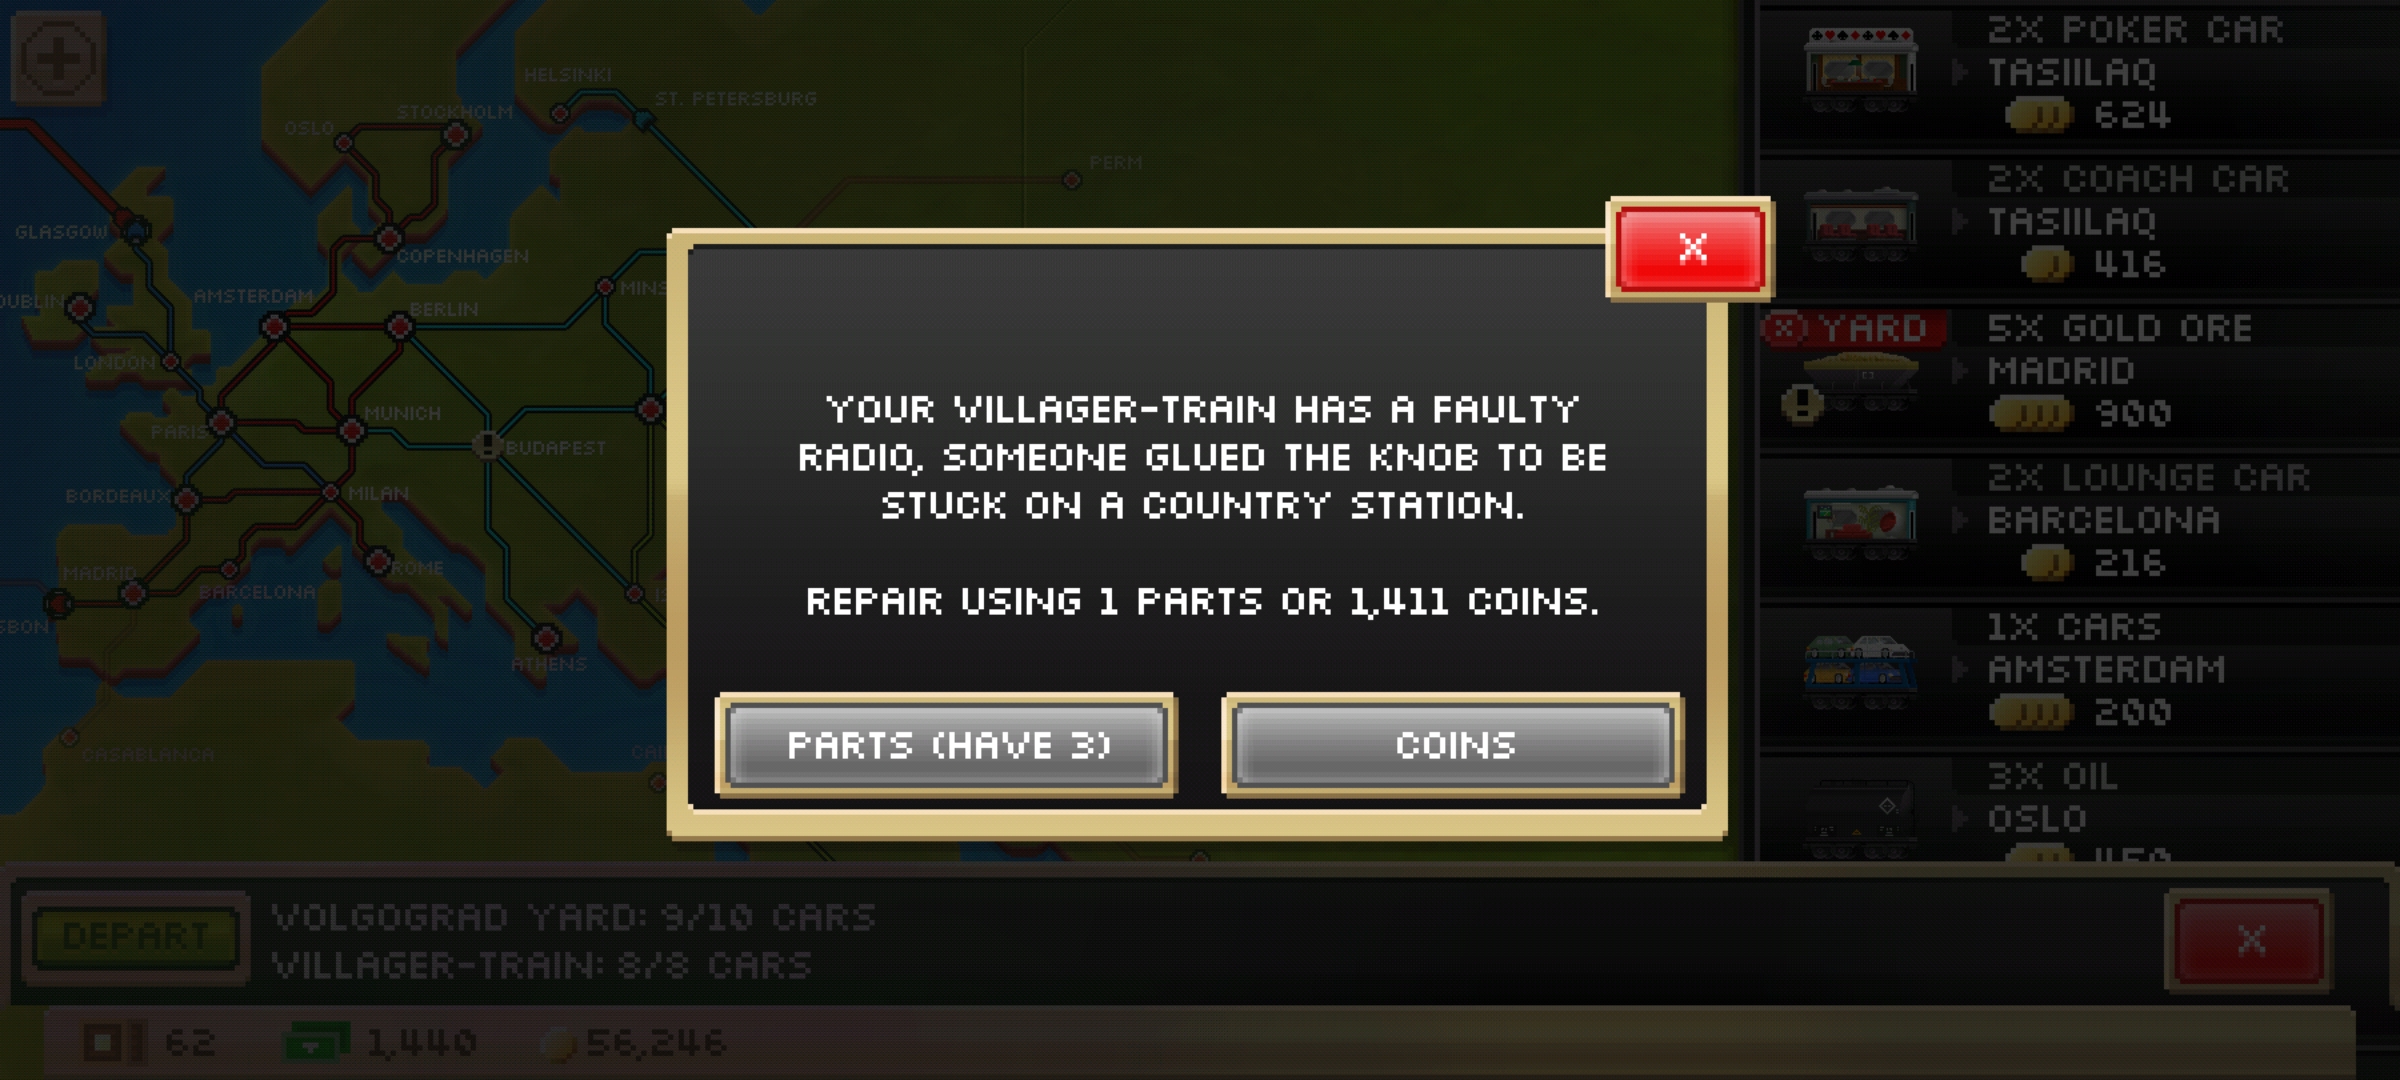 HELSINKI
ST. PETERSBURG
STOCKHOLM
OSLO
PERM
GLASGOW
COPENHAGEN
AMSTERDAM
BERLIN
LONDON
MUNICH
PARIS
BUDAPEST
BORDEAUX
MILAN
MADRID
ROME
BARCELONA
ATHENS
CASABLANCA
2X POKER CAR
TASIILAQ
624
2X COACH CAR
TASIILAQ
416
YARD
5X GOLD ORE
MADRID
900
2X LOUNGE CAR
BARCELONA
216
1X CARS
AMSTERDAM
200
3X OIL
OSLO
X
YOUR VILLAGER-TRAIN HAS A FAULTY
RADIO, SOMEONE GLUED THE KNOB TO BE
STUCK ON A COUNTRY STATION.
REPAIR USING 1 PARTS OR 1,411 COINS.
PARTS (HAVE 3)
COINS
DEPART
VOLGOGRAD YARD: 9/10 CARS
VILLAGER-TRAIN: 8/8 CARS
X
62
1,440
56,246